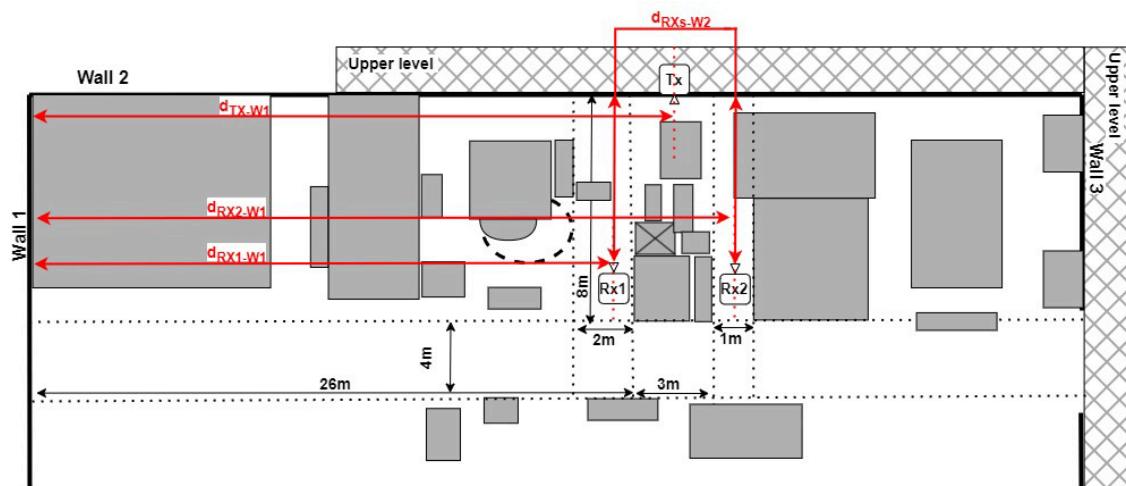 dRXs-W2
Upper level
Wall 2
Tx
Upper level
dTX-W1
Wall 3
dRX2-W1
Wall 1
dRX1-W1
8m
Rx1
Rx2
2m
1m
4m
26m
3m